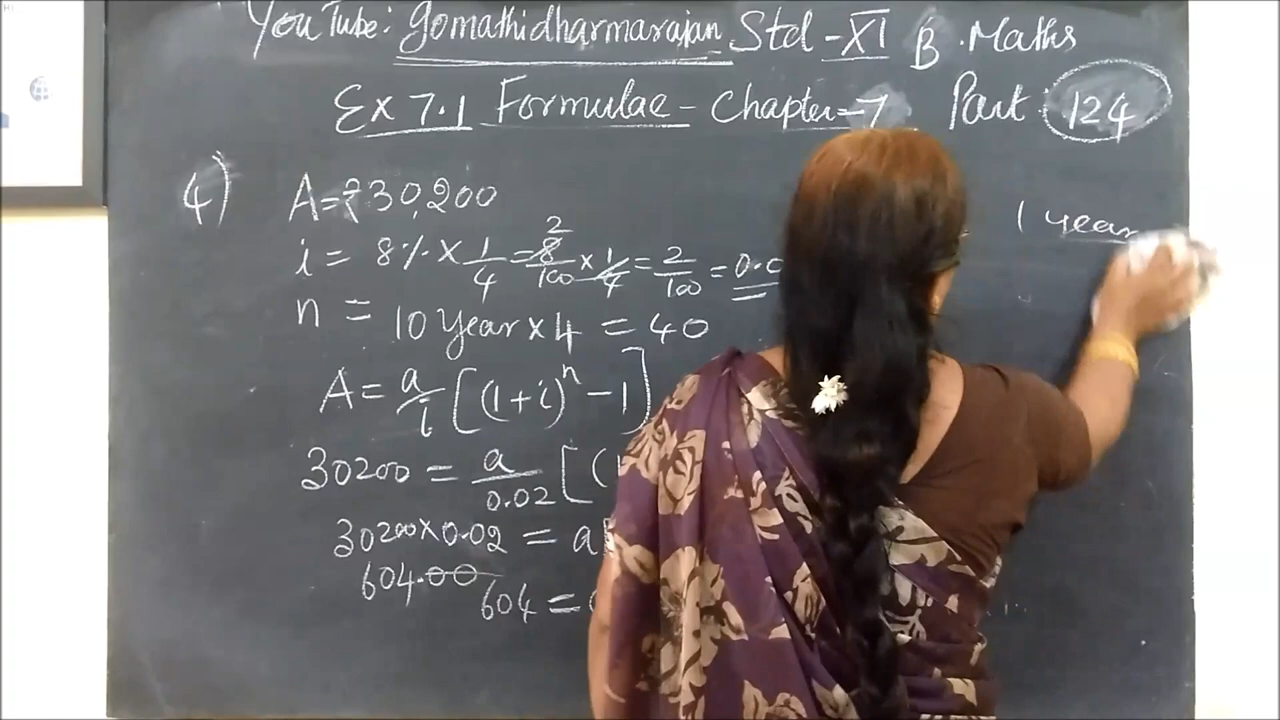 YouTube: gomathidharmarajan Std - XI B. Maths
Ex 7.1 Formulae - Chapter - 7 Part 124
4) A = ₹30,200
i = 8% × 1/4 = 8/100 2 × 1/4 = 2/100 = 0.0
1 year
n = 10 year × 4 = 40
A = a/i [(1+i)^n - 1]
30200 = a/0.02 [(
30200 × 0.02 = a
604.00
604 =